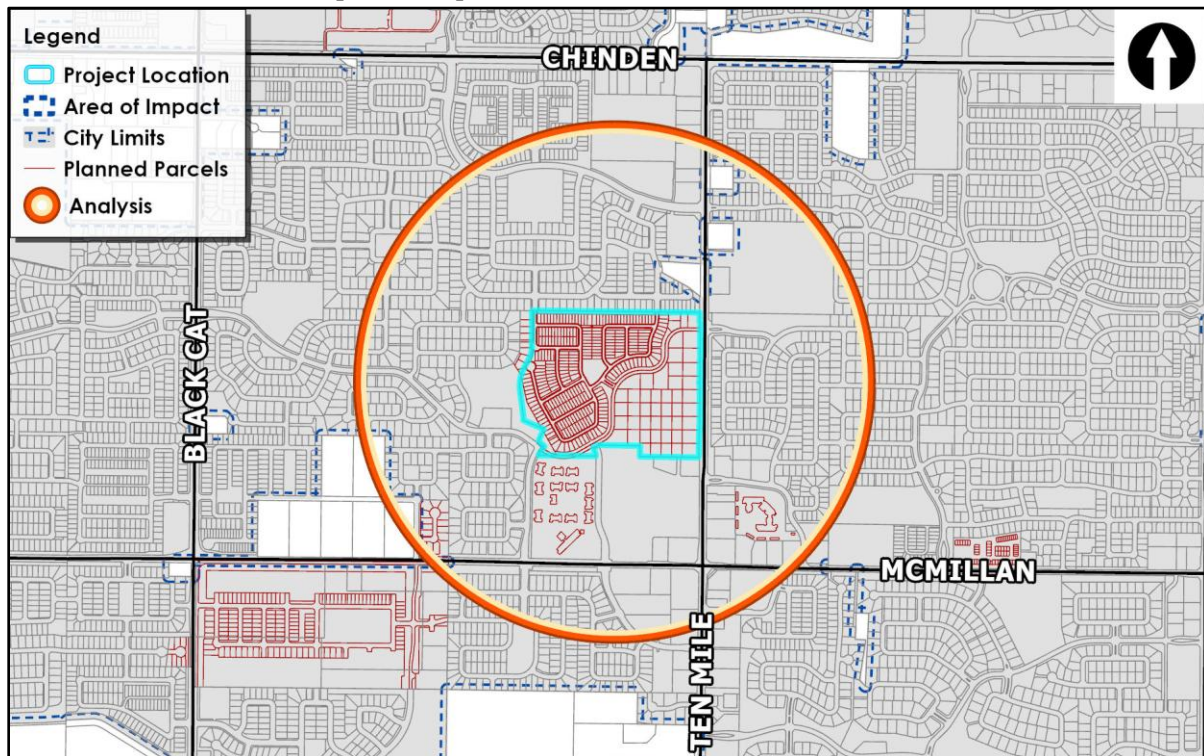 Legend
Project Location
Area of Impact
City Limits
Planned Parcels
Analysis
CHINDEN
BLACK CAT
MCMILLAN
TEN MILE